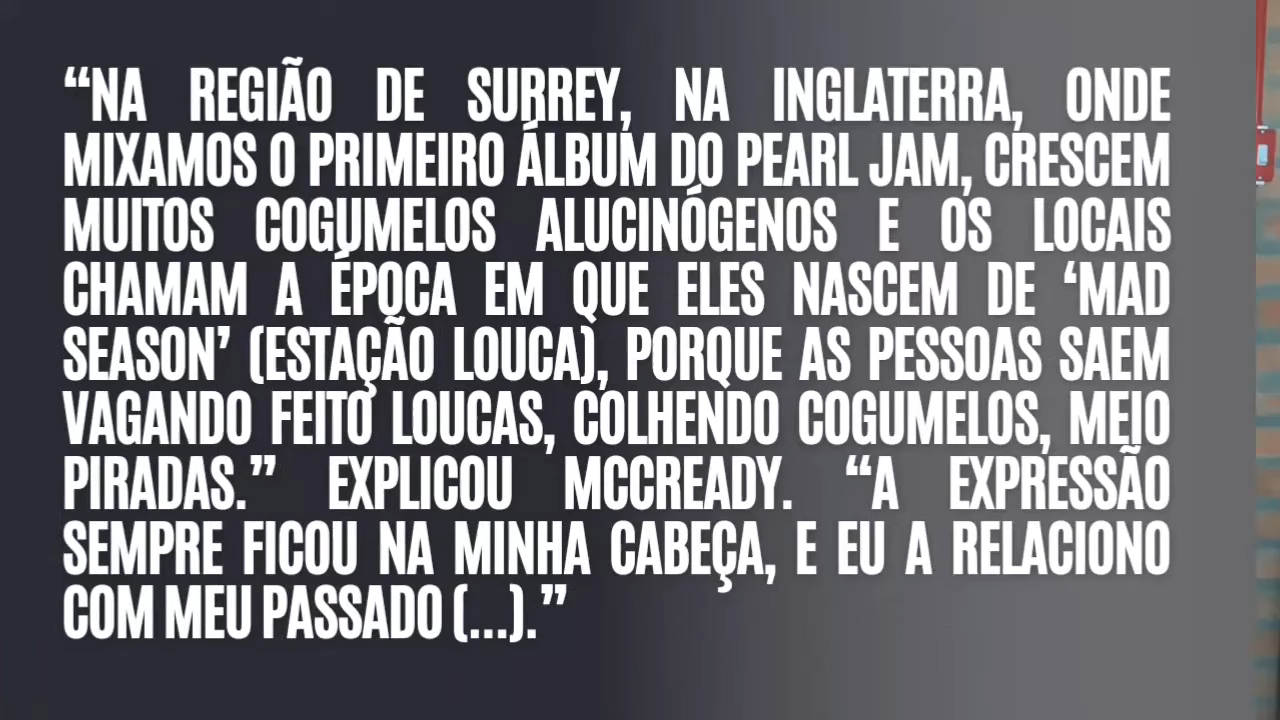 “NA REGIÃO DE SURREY, NA INGLATERRA, ONDE
MIXAMOS O PRIMEIRO ÁLBUM DO PEARL JAM, CRESCEM
MUITOS COGUMELOS ALUCINÓGENOS E OS LOCAIS
CHAMAM A ÉPOCA EM QUE ELES NASCEM DE ‘MAD
SEASON’ (ESTAÇÃO LOUCA), PORQUE AS PESSOAS SAEM
VAGANDO FEITO LOUCAS, COLHENDO COGUMELOS, MEIO
PIRADAS.” EXPLICOU MCCREADY. “A EXPRESSÃO
SEMPRE FICOU NA MINHA CABEÇA, E EU A RELACIONO
COM MEU PASSADO (...).”